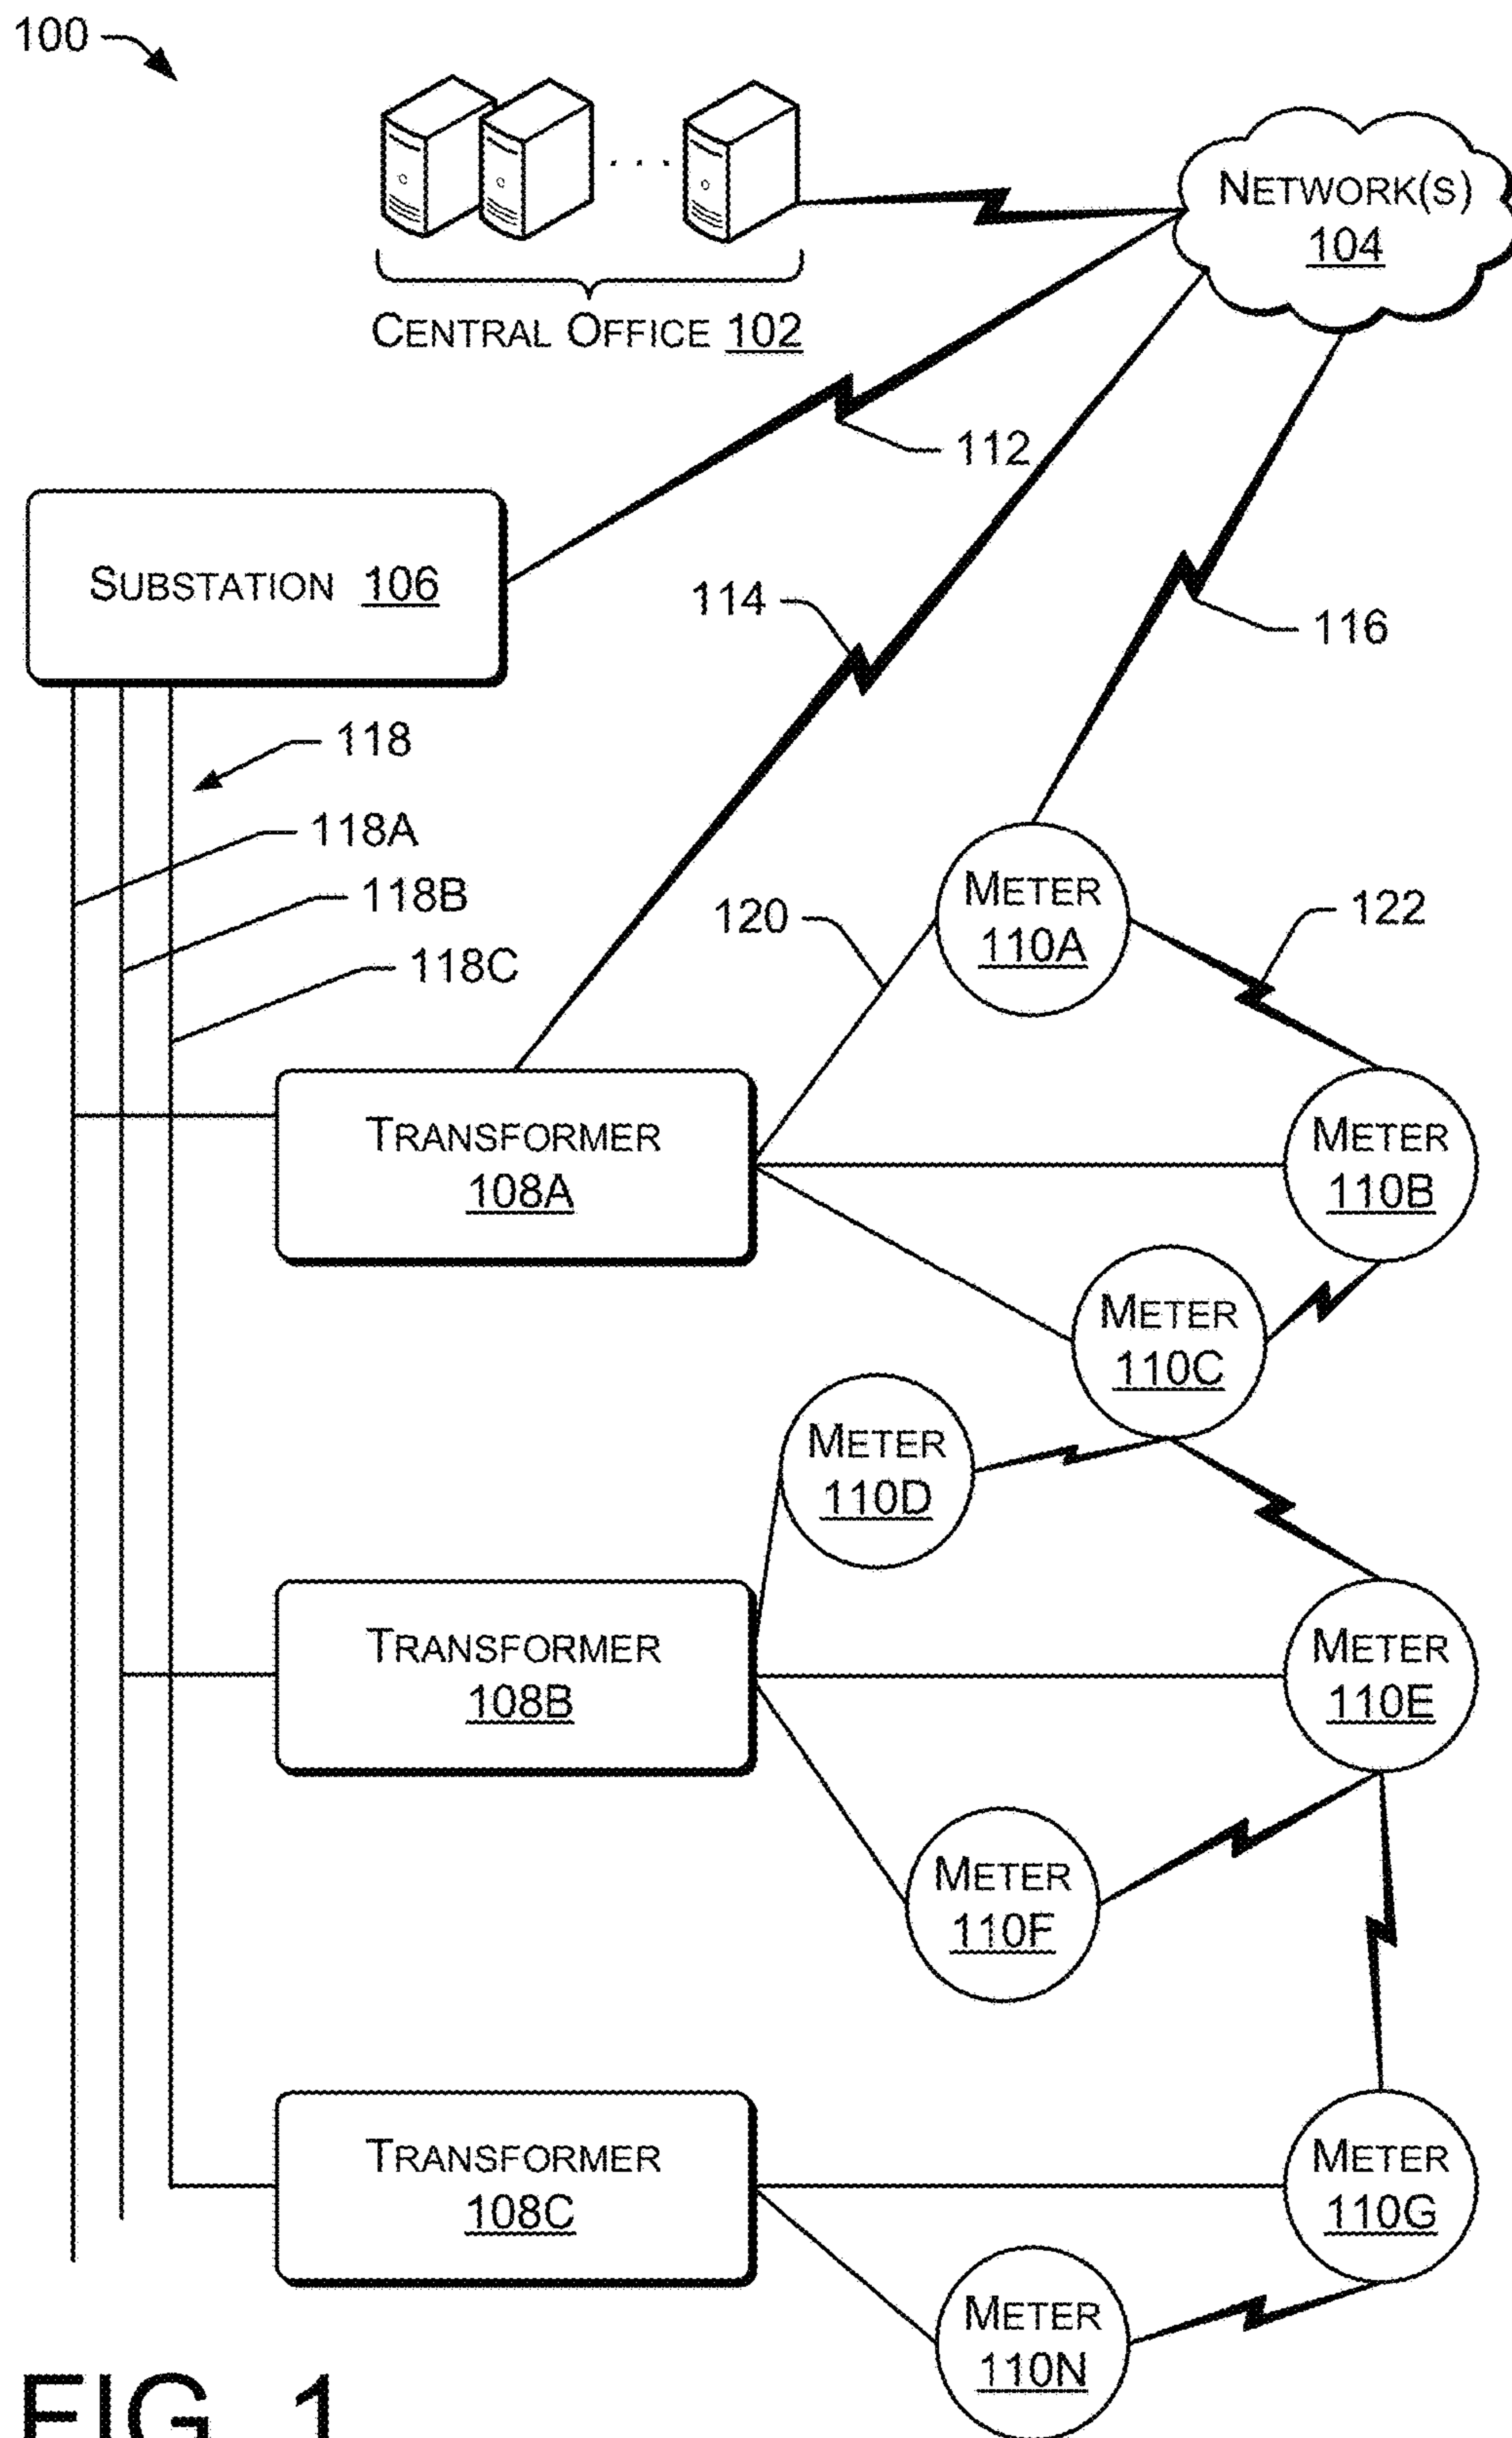 100
NETWORK(S)
104
CENTRAL OFFICE 102
112
SUBSTATION 106
114
116
118
118A
118B
118C
120
METER
110A
122
TRANSFORMER
108A
METER
110B
METER
110C
METER
110D
TRANSFORMER
108B
METER
110E
METER
110F
TRANSFORMER
108C
METER
110G
METER
110N
FIG. 1